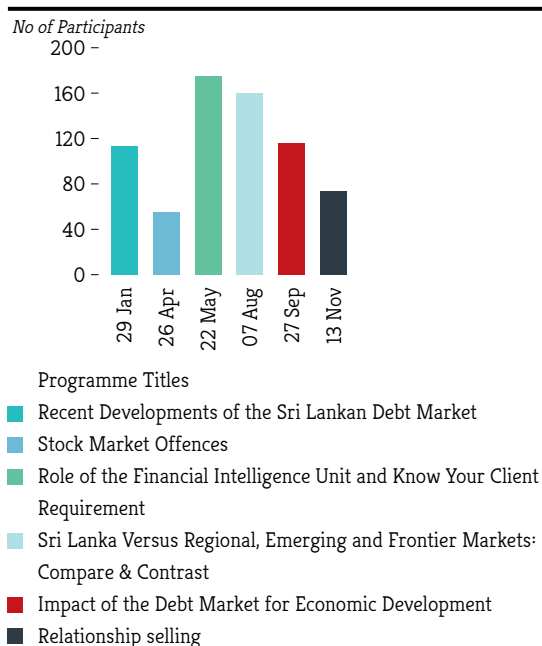 No of Participants
200
160
120
80
40
0
29 Jan
26 Apr
22 May
07 Aug
27 Sep
13 Nov
Programme Titles
Recent Developments of the Sri Lankan Debt Market
Stock Market Offences
Role of the Financial Intelligence Unit and Know Your Client
Requirement
Sri Lanka Versus Regional, Emerging and Frontier Markets:
Compare & Contrast
Impact of the Debt Market for Economic Development
Relationship selling